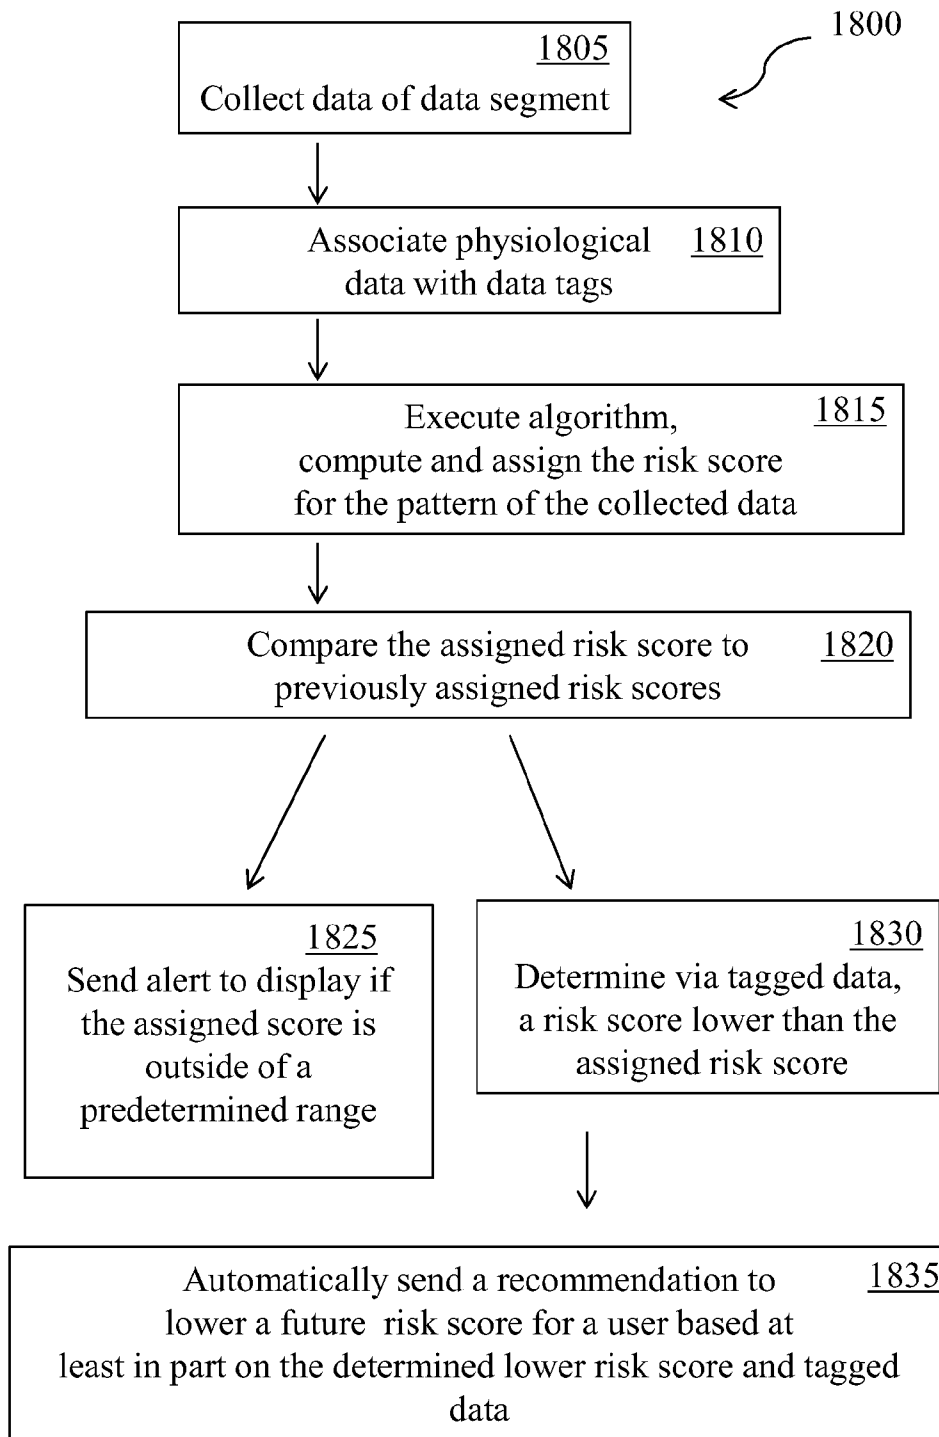 1800
1805
Collect data of data segment
Associate physiological 1810
data with data tags
1815
Execute algorithm,
compute and assign the risk score
for the pattern of the collected data
Compare the assigned risk score to 1820
previously assigned risk scores
1825
Send alert to display if
the assigned score is
outside of a
predetermined range
1830
Determine via tagged data,
a risk score lower than the
assigned risk score
Automatically send a recommendation to 1835
lower a future risk score for a user based at
least in part on the determined lower risk score and tagged
data